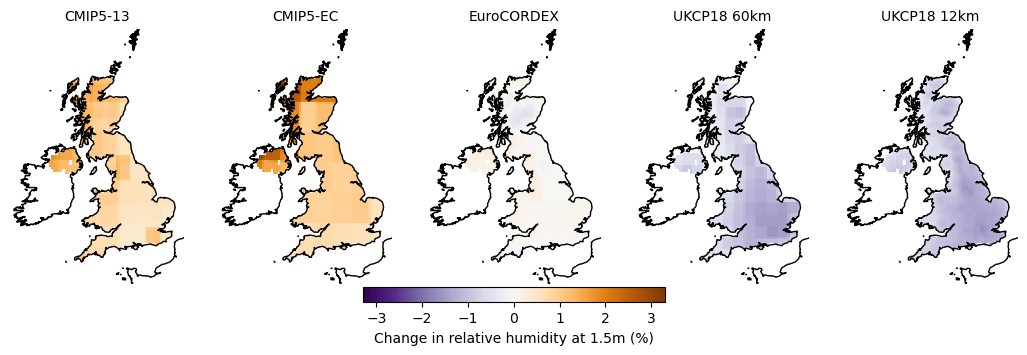 CMIP5-13 CMIP5-EC EuroCORDEX UKCP18 60km UKCP18 12km
−3 −2 −1 0 1 2 3
Change in relative humidity at 1.5m (%)